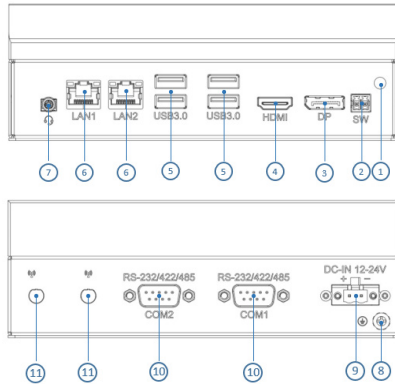 LAN1 LAN2 USB3.0 USB3.0 HDMI DP SW
7 6 6 5 5 4 3 2 1
DC-IN 12-24V
RS-232/422/485 RS-232/422/485 + −
COM2 COM1
11 11 10 10 9 8